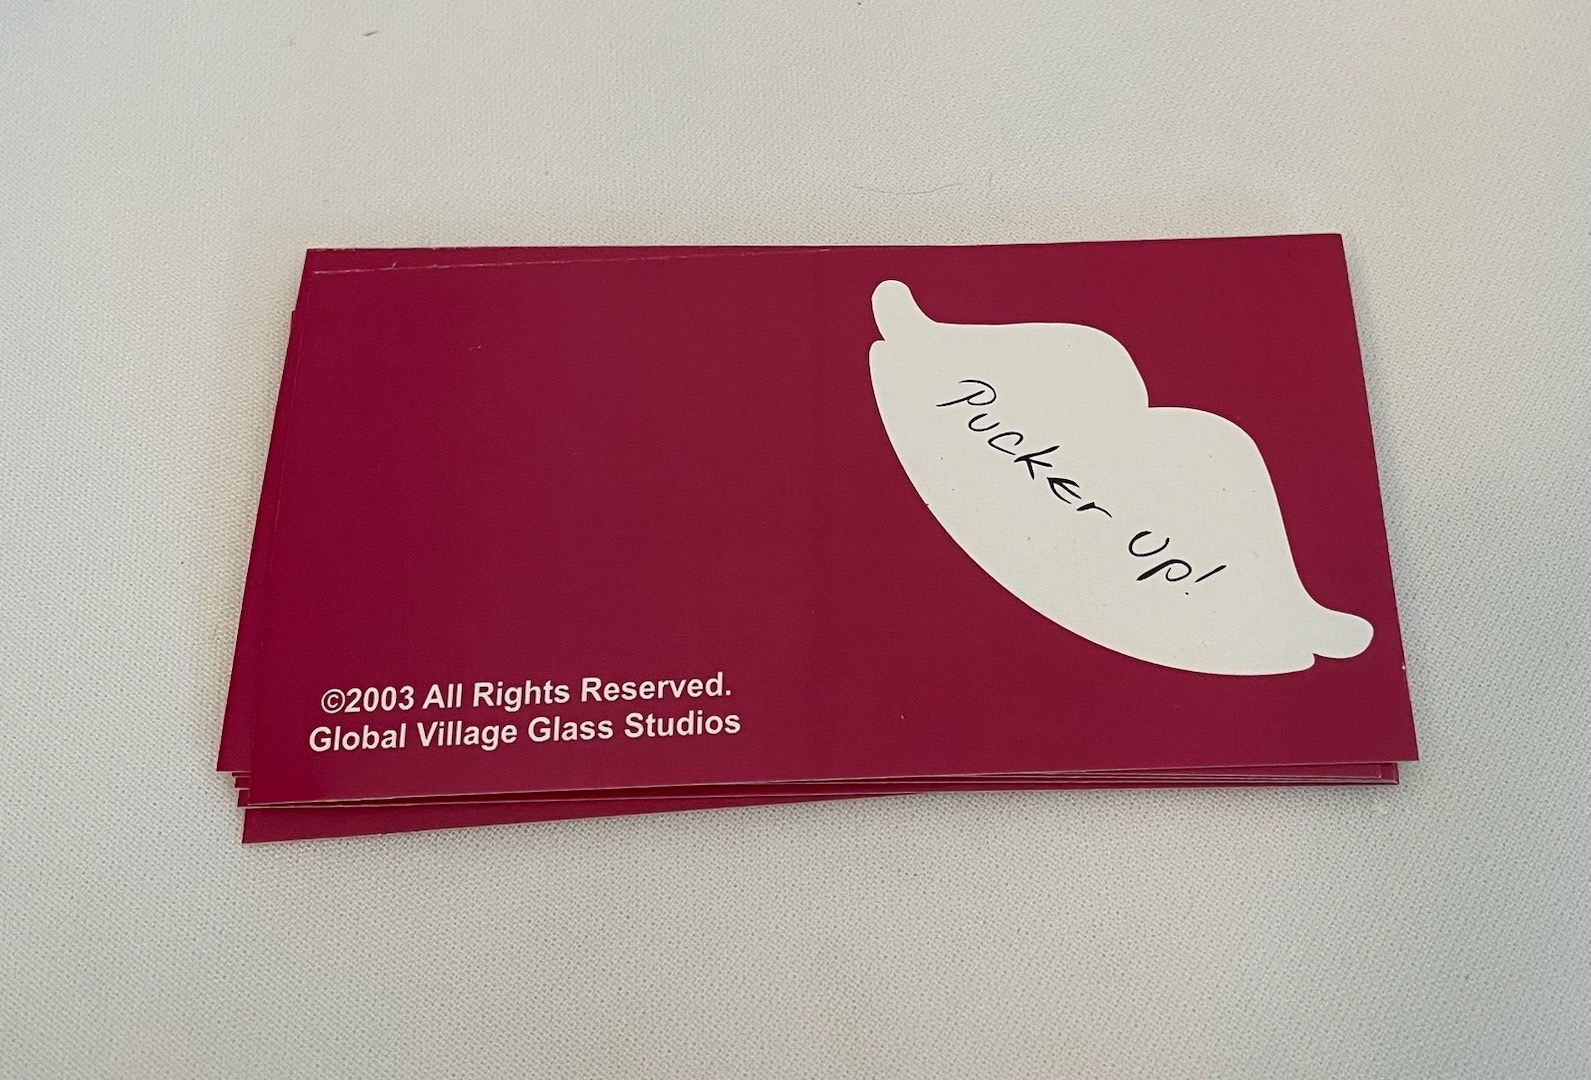 Pucker up!
©2003 All Rights Reserved.
Global Village Glass Studios